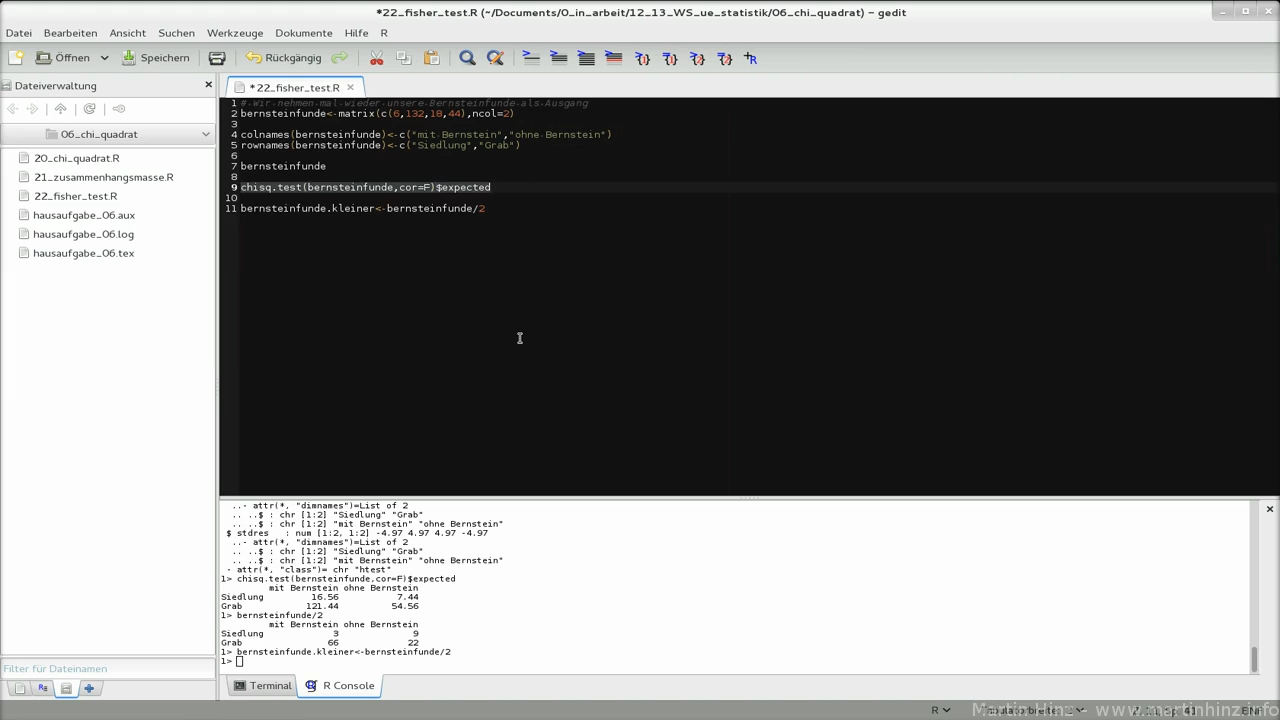 *22_fisher_test.R (~/Documents/0_in_arbeit/12_13_WS_ue_statistik/06_chi_quadrat) - gedit
Datei Bearbeiten Ansicht Suchen Werkzeuge Dokumente Hilfe R
Öffnen Speichern Rückgängig
Dateiverwaltung
*22_fisher_test.R
06_chi_quadrat
20_chi_quadrat.R
21_zusammenhangsmasse.R
22_fisher_test.R
hausaufgabe_06.aux
hausaufgabe_06.log
hausaufgabe_06.tex
Filter für Dateinamen
1 # Wir nehmen mal wieder unsere Bernsteinfunde als Ausgang
2 bernsteinfunde<-matrix(c(6,132,18,44),ncol=2)
3
4 colnames(bernsteinfunde)<-c("mit Bernstein","ohne Bernstein")
5 rownames(bernsteinfunde)<-c("Siedlung","Grab")
6
7 bernsteinfunde
8
9 chisq.test(bernsteinfunde,cor=F)$expected
10
11 bernsteinfunde.kleiner<-bernsteinfunde/2
..- attr(*, "dimnames")=List of 2
.. ..$ : chr [1:2] "Siedlung" "Grab"
.. ..$ : chr [1:2] "mit Bernstein" "ohne Bernstein"
$ stdres : num [1:2, 1:2] -4.97 4.97 4.97 -4.97
..- attr(*, "dimnames")=List of 2
.. ..$ : chr [1:2] "Siedlung" "Grab"
.. ..$ : chr [1:2] "mit Bernstein" "ohne Bernstein"
- attr(*, "class")= chr "htest"
1> chisq.test(bernsteinfunde,cor=F)$expected
mit Bernstein ohne Bernstein
Siedlung 16.56 7.44
Grab 121.44 54.56
1> bernsteinfunde/2
mit Bernstein ohne Bernstein
Siedlung 3 9
Grab 66 22
1> bernsteinfunde.kleiner<-bernsteinfunde/2
1>
Terminal R Console
R
Martin Hinz - www.martinhinz.info